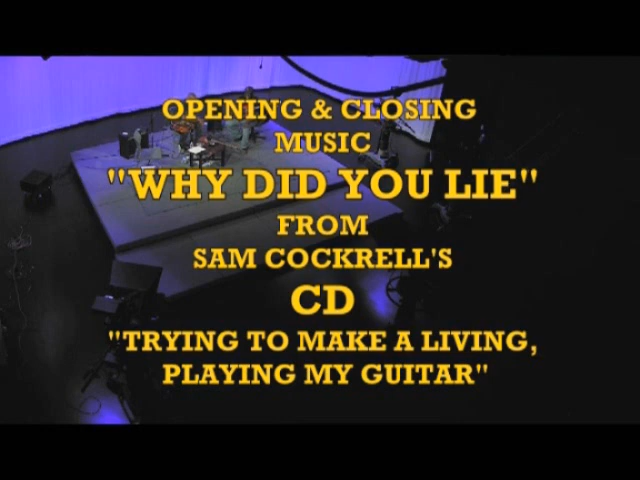 OPENING & CLOSING
MUSIC
"WHY DID YOU LIE"
FROM
SAM COCKRELL'S
CD
"TRYING TO MAKE A LIVING,
PLAYING MY GUITAR"